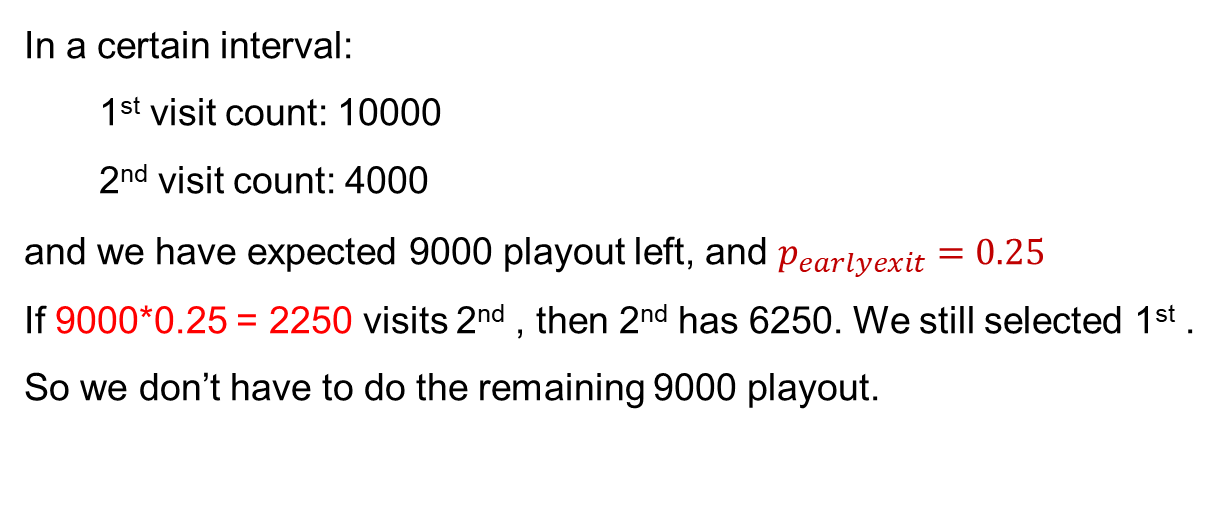 In a certain interval:
1st visit count: 10000
2nd visit count: 4000
and we have expected 9000 playout left, and p_earlyexit = 0.25
If 9000*0.25 = 2250 visits 2nd , then 2nd has 6250. We still selected 1st .
So we don’t have to do the remaining 9000 playout.